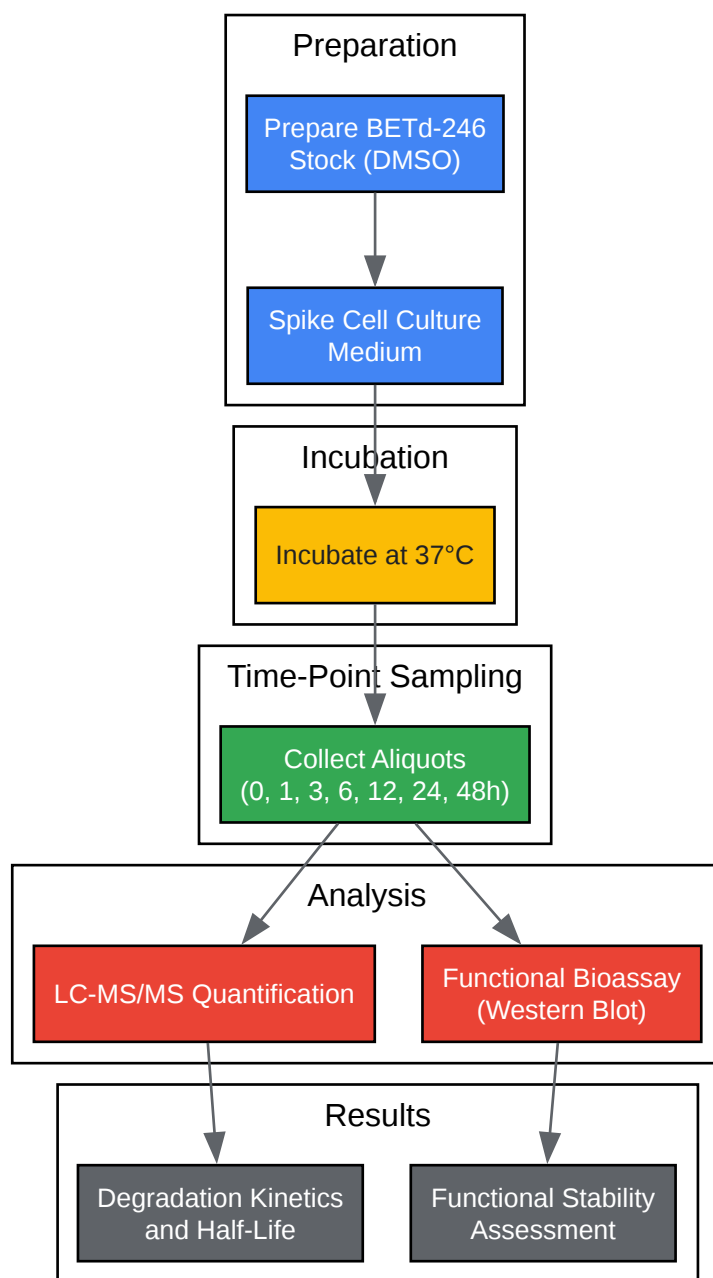 Preparation
Prepare BETd-246
Stock (DMSO)
Spike Cell Culture
Medium
Incubation
Incubate at 37°C
Time-Point Sampling
Collect Aliquots
(0, 1, 3, 6, 12, 24, 48h)
Analysis
LC-MS/MS Quantification
Functional Bioassay
(Western Blot)
Results
Degradation Kinetics
and Half-Life
Functional Stability
Assessment